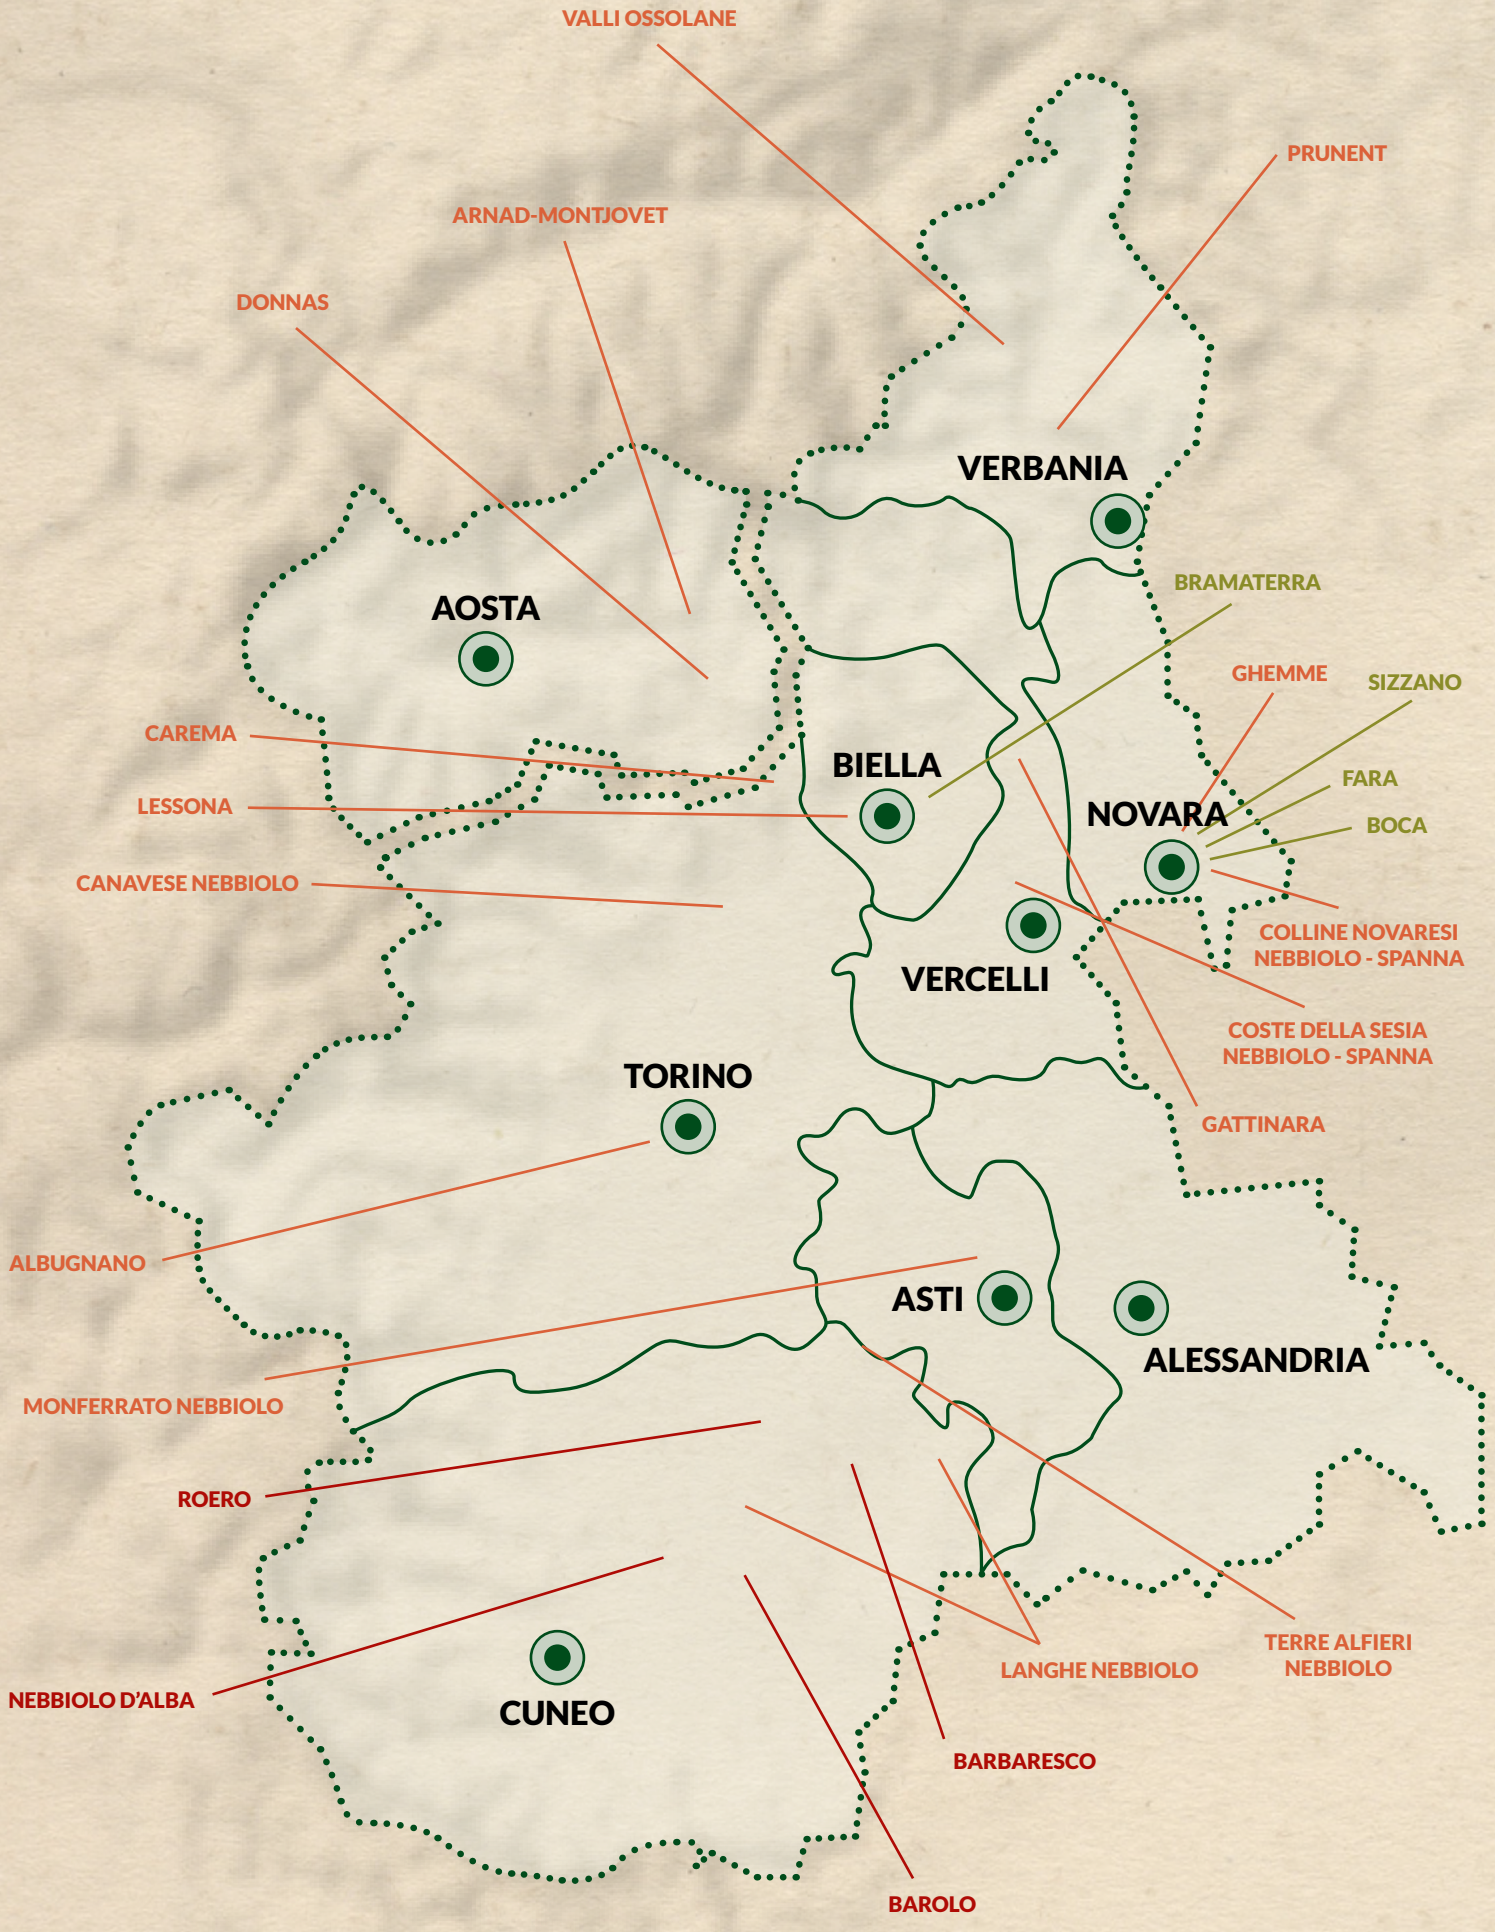 VALLI OSSOLANE
PRUNENT
ARNAD-MONTJOVET
DONNAS
VERBANIA
BRAMATERRA
AOSTA
GHEMME
SIZZANO
CAREMA
BIELLA
FARA
LESSONA
NOVARA
BOCA
CANAVESE NEBBIOLO
COLLINE NOVARESI
NEBBIOLO - SPANNA
VERCELLI
COSTE DELLA SESIA
NEBBIOLO - SPANNA
TORINO
GATTINARA
ALBUGNANO
ASTI
ALESSANDRIA
MONFERRATO NEBBIOLO
ROERO
TERRE ALFIERI
NEBBIOLO
LANGHE NEBBIOLO
NEBBIOLO D'ALBA
CUNEO
BARBARESCO
BAROLO